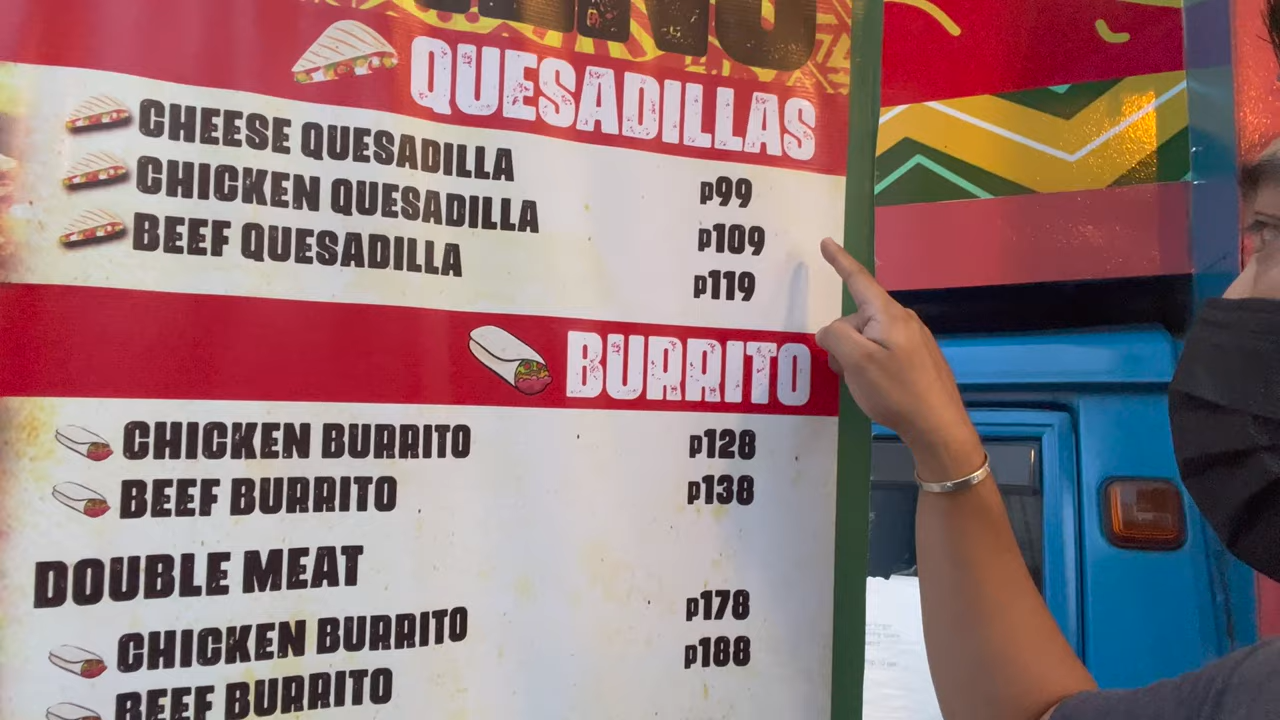 QUESADILLAS
CHEESE QUESADILLA p99
CHICKEN QUESADILLA p109
BEEF QUESADILLA p119
BURRITO
CHICKEN BURRITO p128
BEEF BURRITO p138
DOUBLE MEAT
CHICKEN BURRITO p178
BEEF BURRITO p188